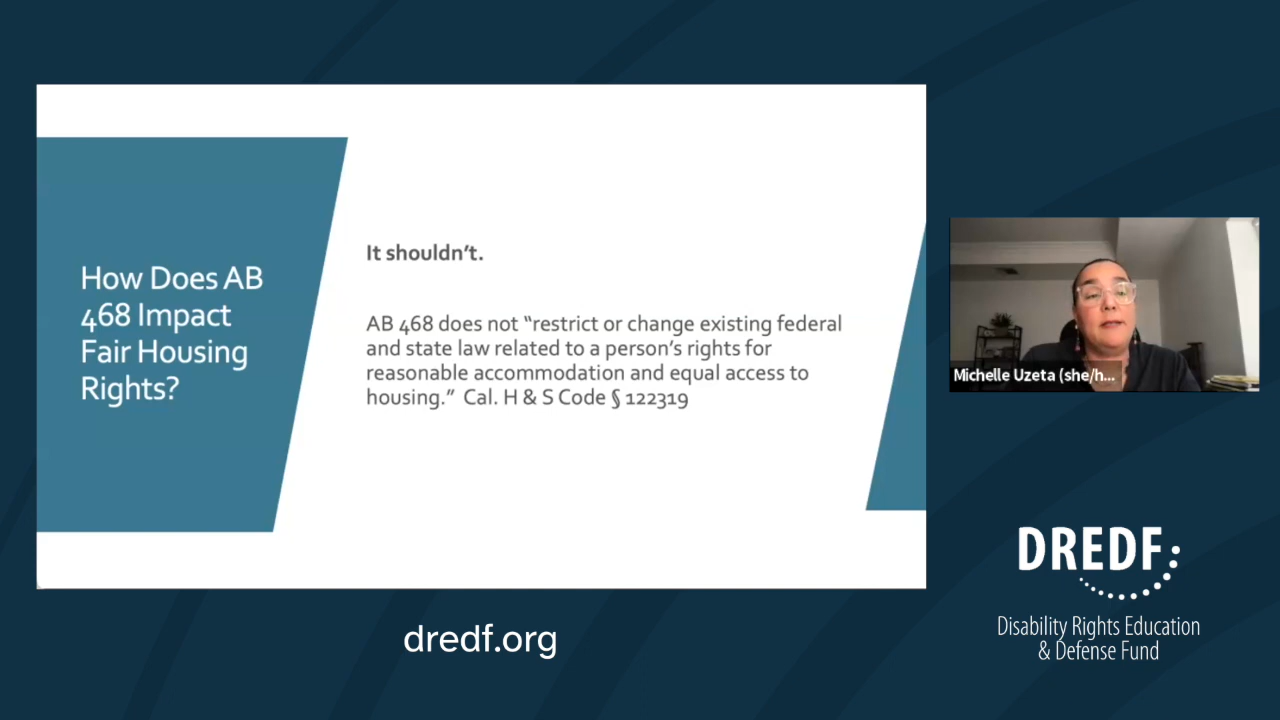 How Does AB
468 Impact
Fair Housing
Rights?
It shouldn't.
AB 468 does not “restrict or change existing federal
and state law related to a person's rights for
reasonable accommodation and equal access to
housing.” Cal. H & S Code § 122319
Michelle Uzeta (she/h...
DREDF
Disability Rights Education
& Defense Fund
dredf.org